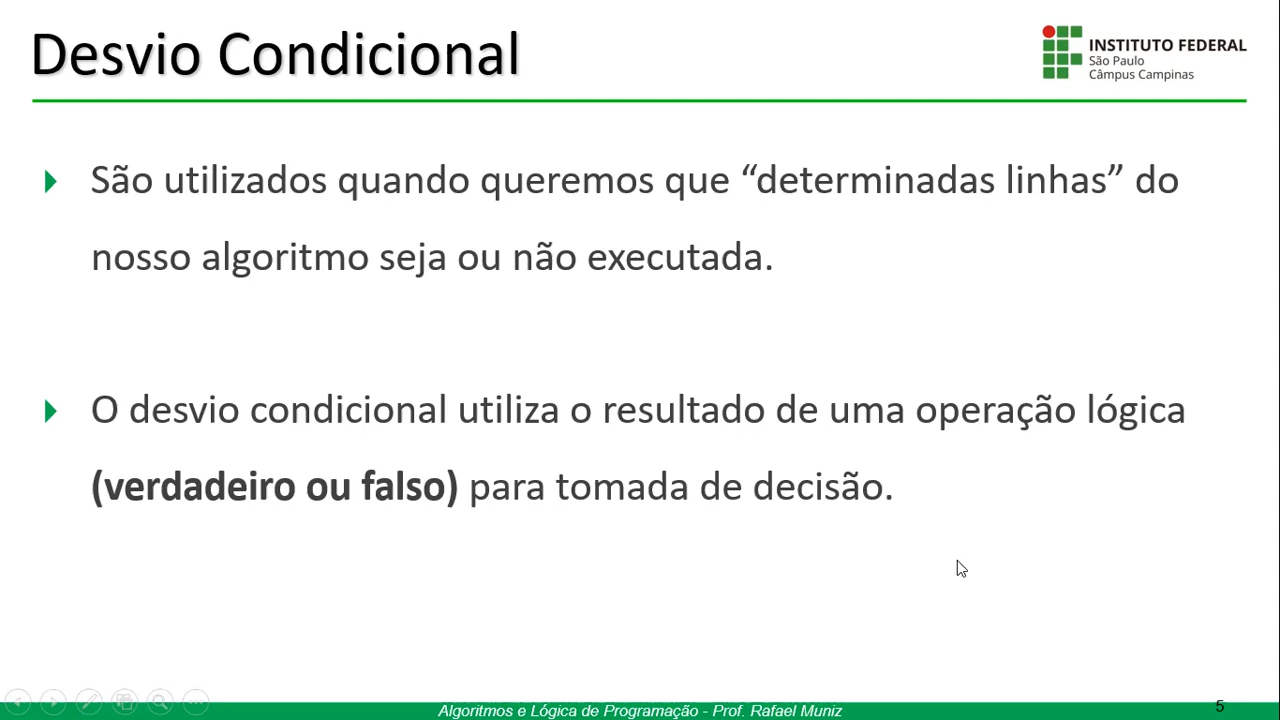 Desvio Condicional
INSTITUTO FEDERAL
São Paulo
Câmpus Campinas
São utilizados quando queremos que “determinadas linhas” do
nosso algoritmo seja ou não executada.
O desvio condicional utiliza o resultado de uma operação lógica
(verdadeiro ou falso) para tomada de decisão.
Algoritmos e Lógica de Programação - Prof. Rafael Muniz
5